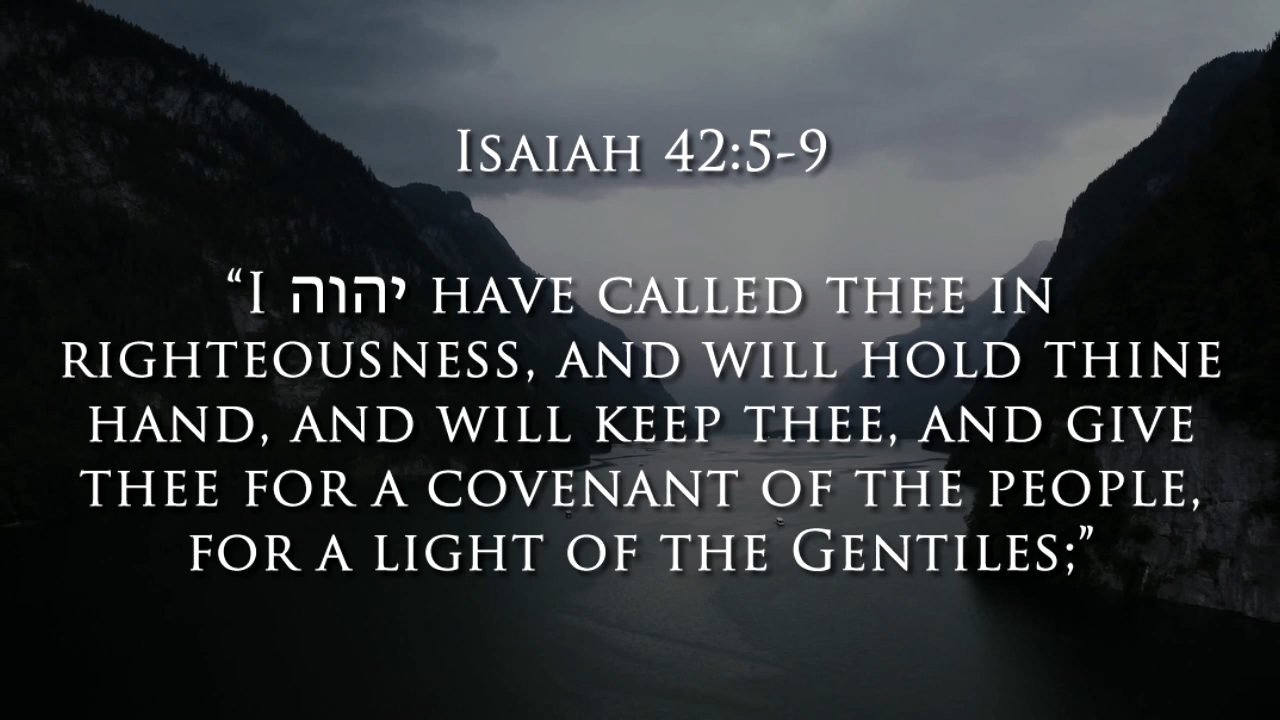 Isaiah 42:5-9
“I יהוה have called thee in
righteousness, and will hold thine
hand, and will keep thee, and give
thee for a covenant of the people,
for a light of the Gentiles;”